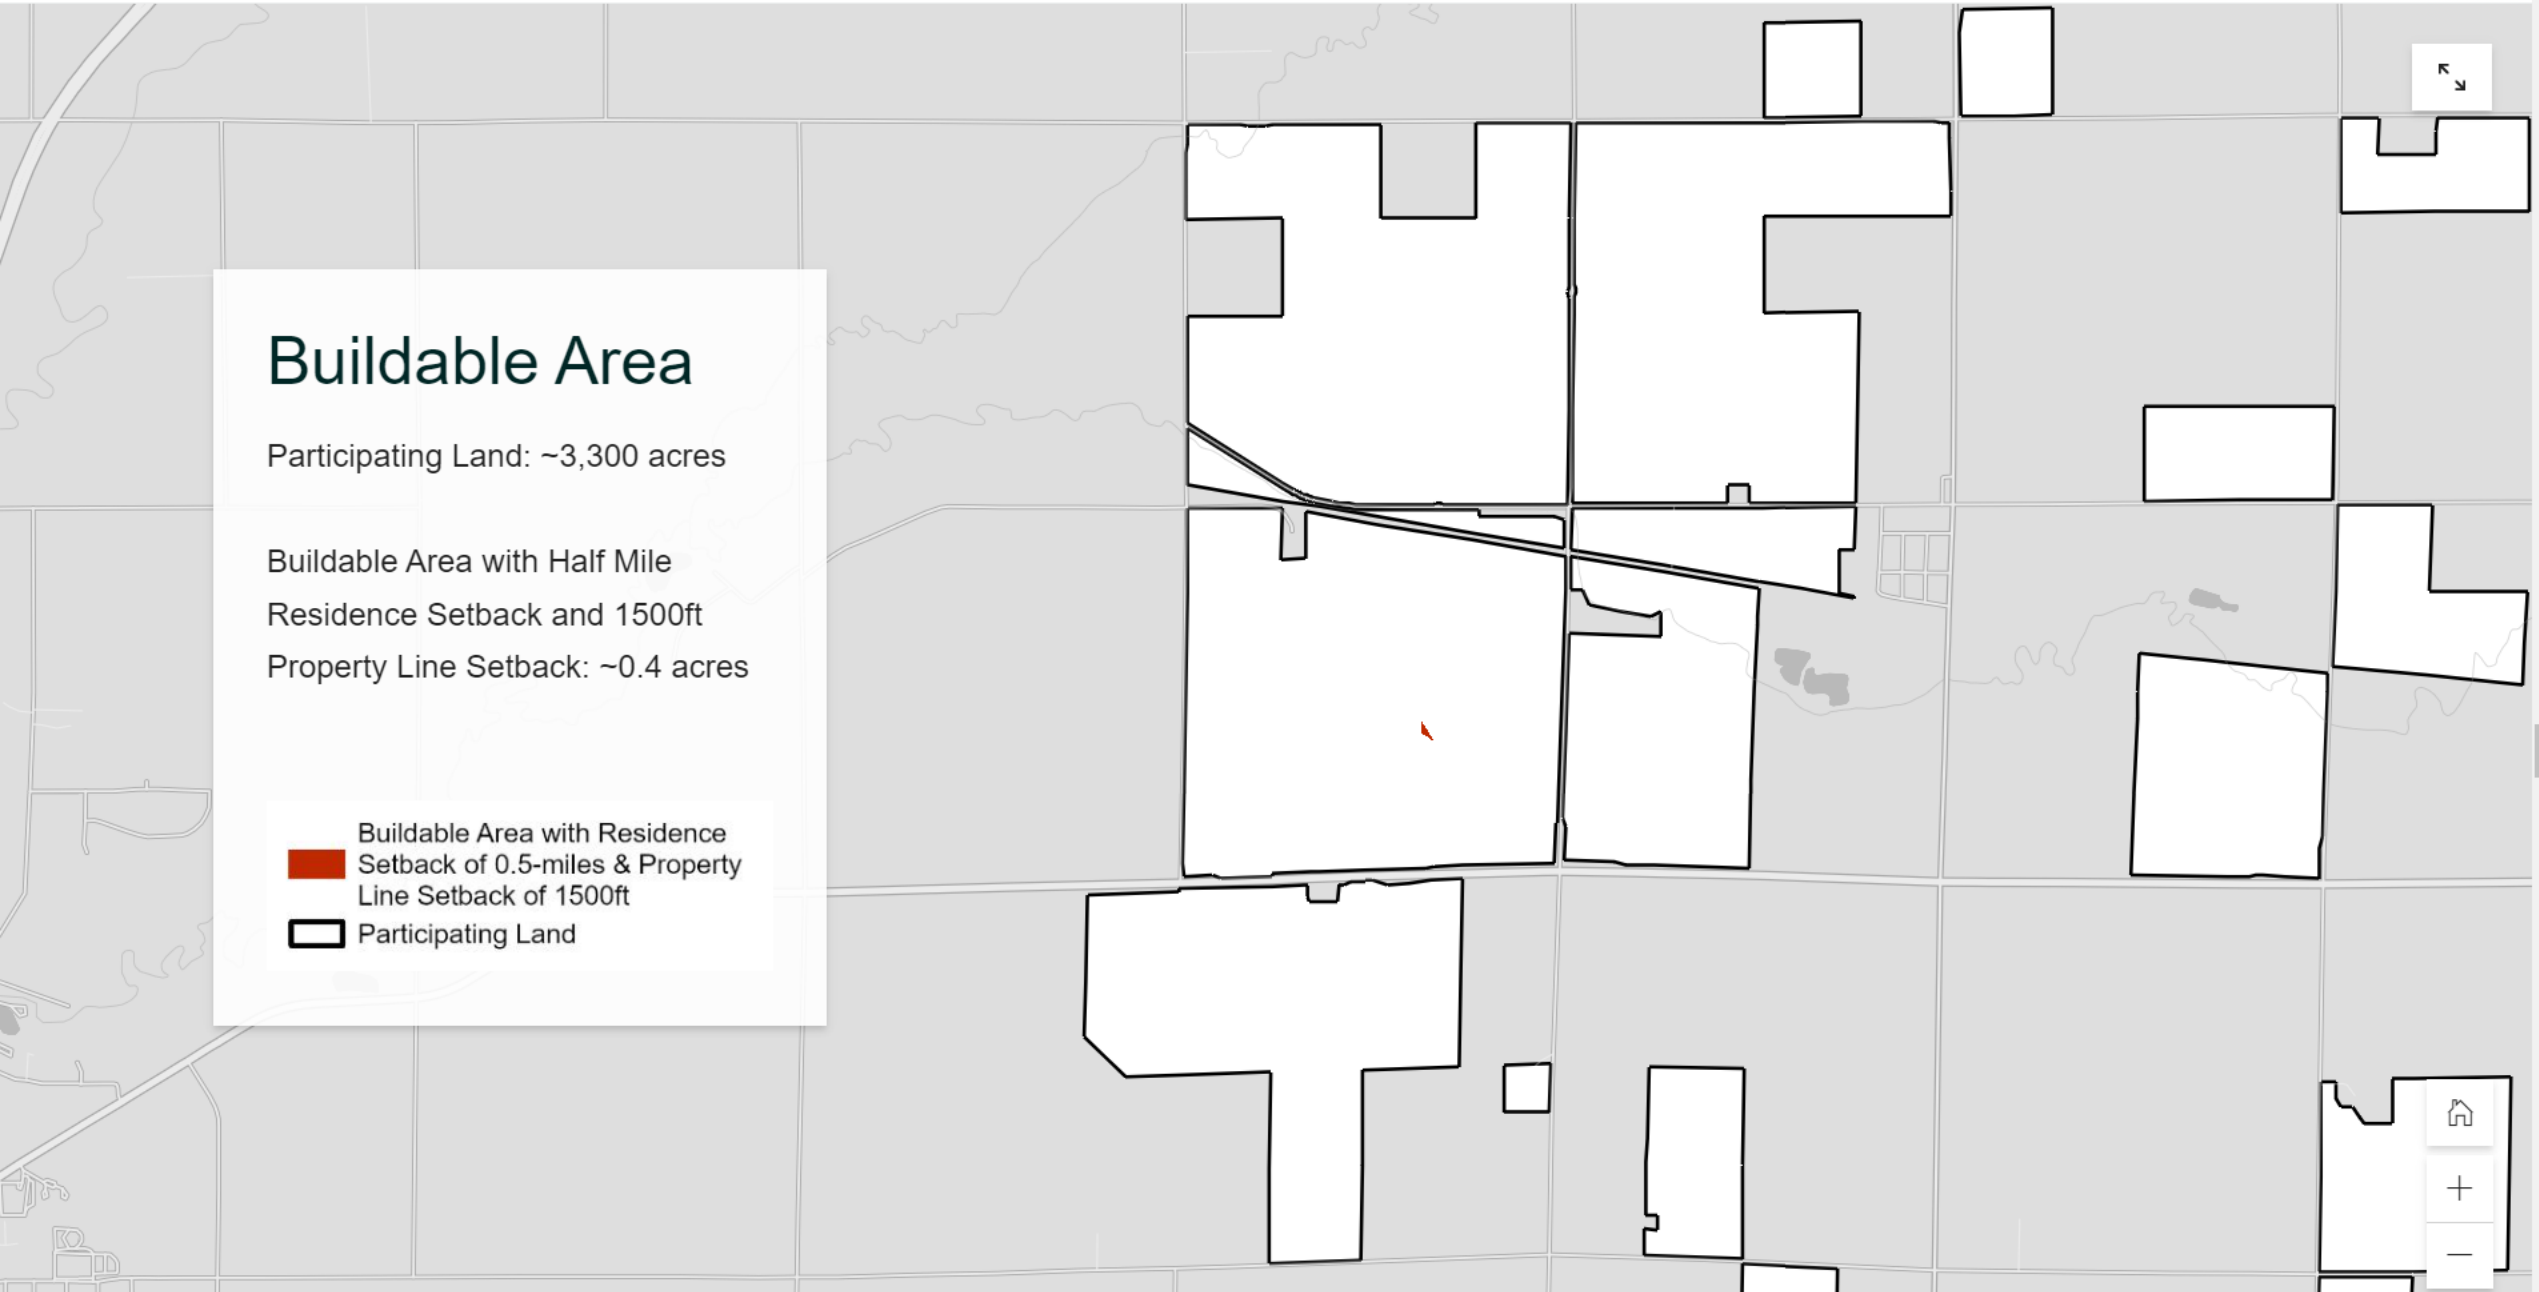 Buildable Area
Participating Land: ~3,300 acres
Buildable Area with Half Mile
Residence Setback and 1500ft
Property Line Setback: ~0.4 acres
Buildable Area with Residence
Setback of 0.5-miles & Property
Line Setback of 1500ft
Participating Land